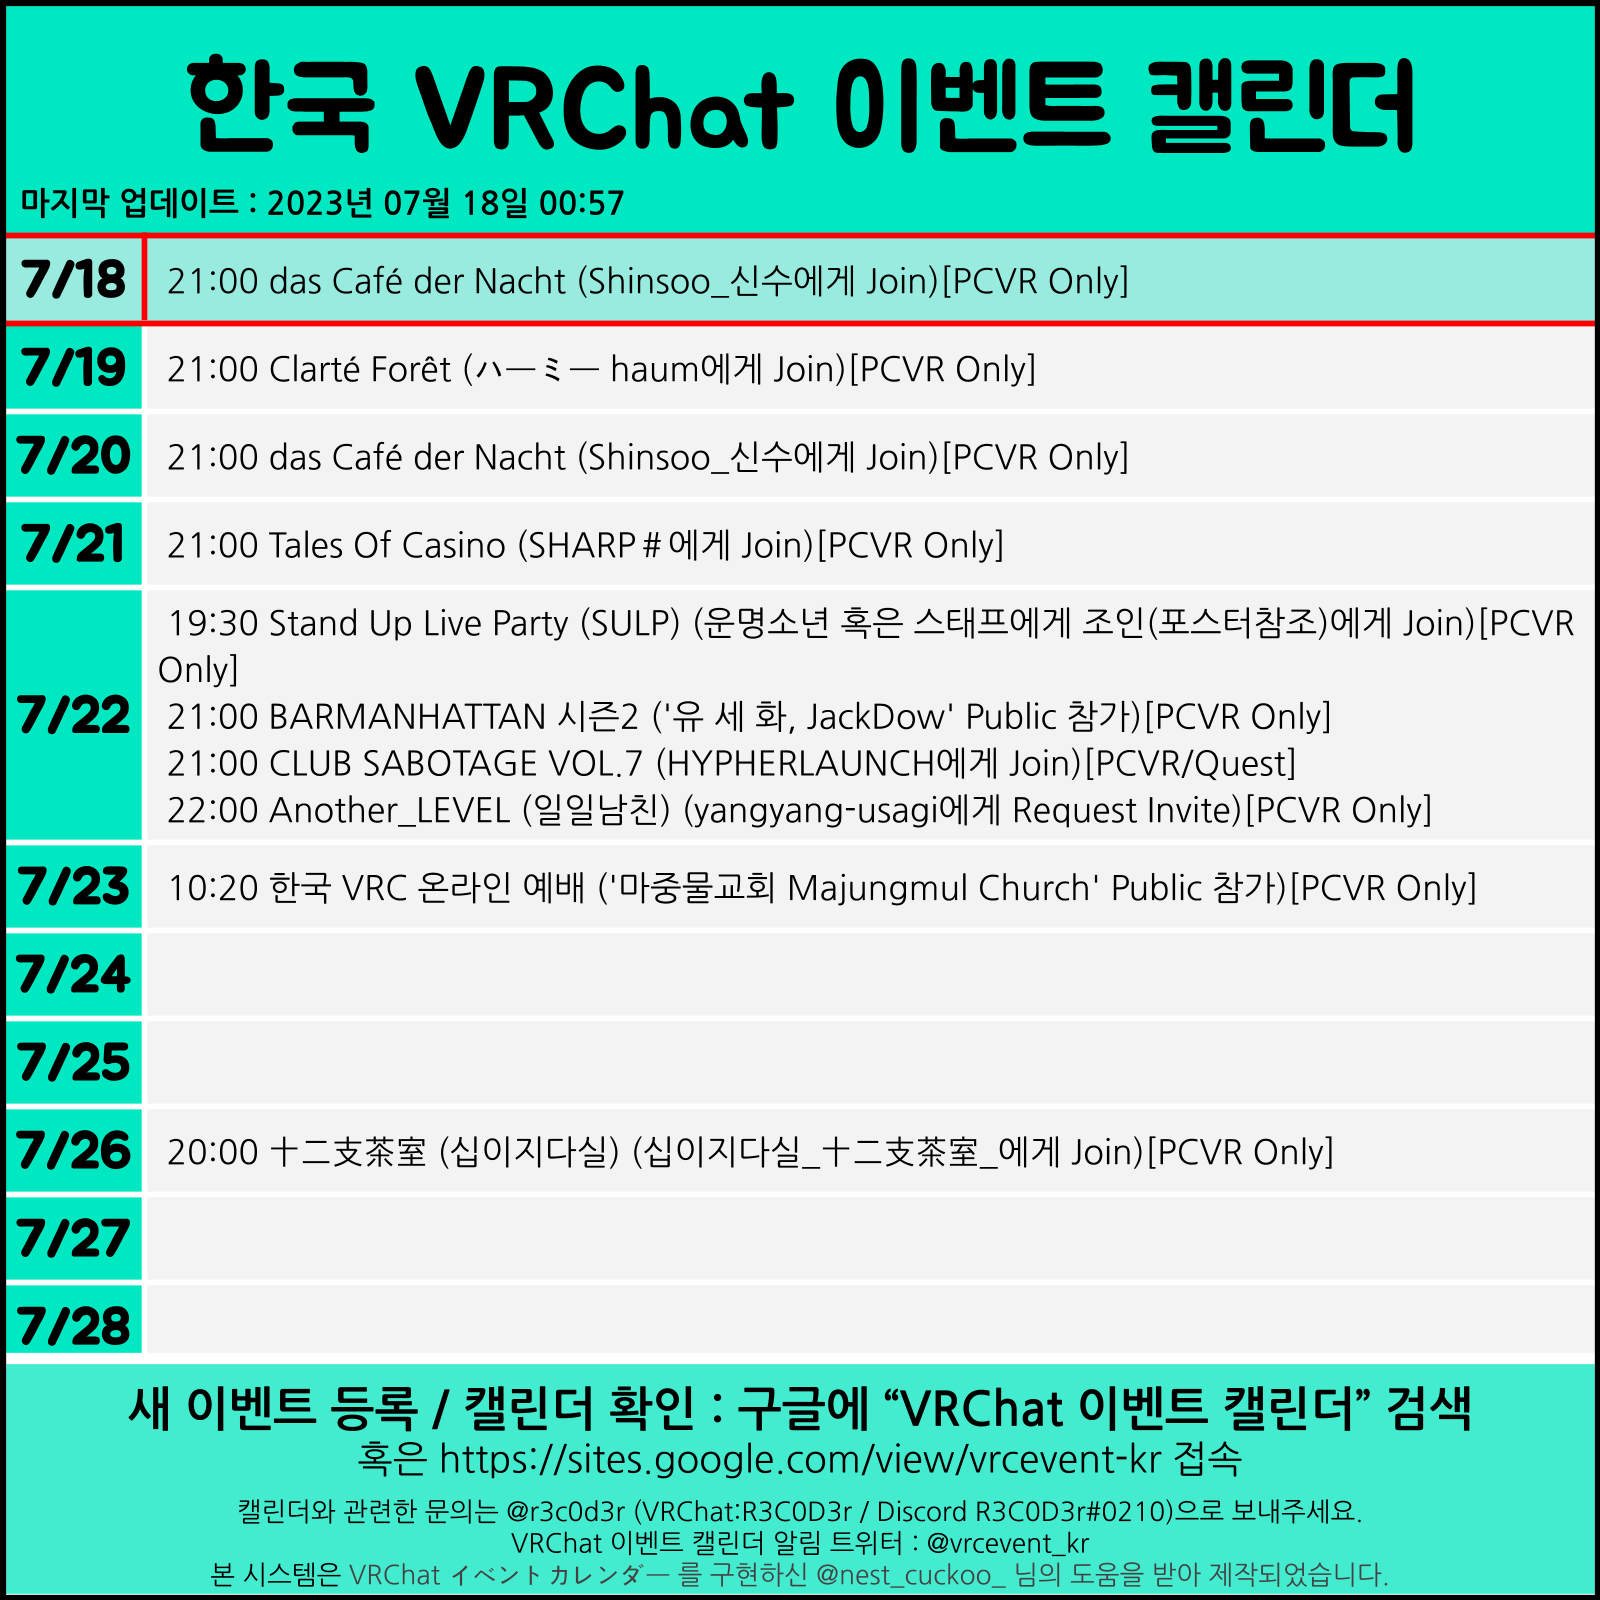 한국 VRChat 이벤트 캘린더
마지막 업데이트 : 2023년 07월 18일 00:57
7/18 21:00 das Café der Nacht (Shinsoo_신수에게 Join)[PCVR Only]
7/19 21:00 Clarté Forêt (ハーミー haum에게 Join)[PCVR Only]
7/20 21:00 das Café der Nacht (Shinsoo_신수에게 Join)[PCVR Only]
7/21 21:00 Tales Of Casino (SHARP＃에게 Join)[PCVR Only]
7/22 19:30 Stand Up Live Party (SULP) (운명소년 혹은 스태프에게 조인(포스터참조)에게 Join)[PCVR
Only]
21:00 BARMANHATTAN 시즌2 ('유 세 화, JackDow' Public 참가)[PCVR Only]
21:00 CLUB SABOTAGE VOL.7 (HYPHERLAUNCH에게 Join)[PCVR/Quest]
22:00 Another_LEVEL (일일남친) (yangyang-usagi에게 Request Invite)[PCVR Only]
7/23 10:20 한국 VRC 온라인 예배 ('마중물교회 Majungmul Church' Public 참가)[PCVR Only]
7/24
7/25
7/26 20:00 十二支茶室 (십이지다실) (십이지다실_十二支茶室_에게 Join)[PCVR Only]
7/27
7/28
새 이벤트 등록 / 캘린더 확인 : 구글에 “VRChat 이벤트 캘린더” 검색
혹은 https://sites.google.com/view/vrcevent-kr 접속
캘린더와 관련한 문의는 @r3c0d3r (VRChat:R3C0D3r / Discord R3C0D3r#0210)으로 보내주세요.
VRChat 이벤트 캘린더 알림 트위터 : @vrcevent_kr
본 시스템은 VRChat イベントカレンダー 를 구현하신 @nest_cuckoo_ 님의 도움을 받아 제작되었습니다.